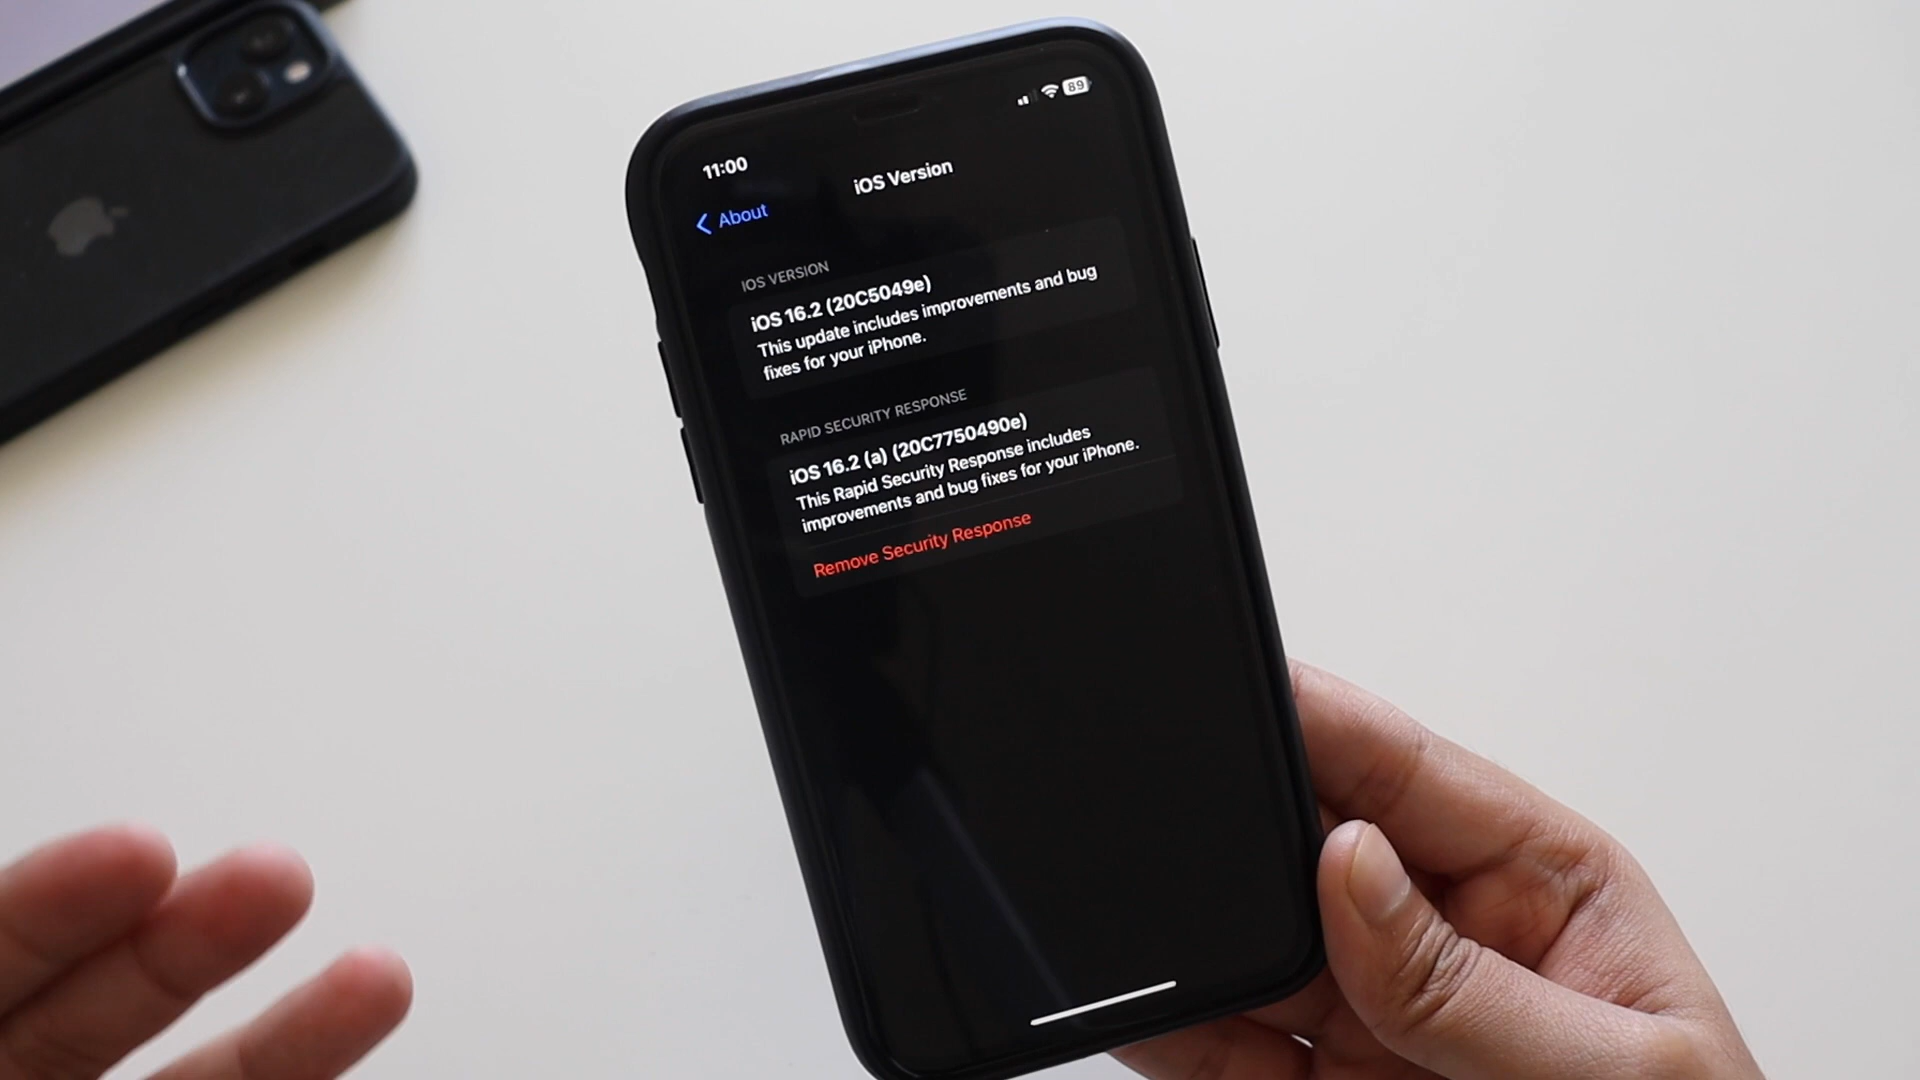 89
11:00
iOS Version
About
IOS VERSION
iOS 16.2 (20C5049e)
This update includes improvements and bug
fixes for your iPhone.
RAPID SECURITY RESPONSE
iOS 16.2 (a) (20C7750490e)
This Rapid Security Response includes
improvements and bug fixes for your iPhone.
Remove Security Response